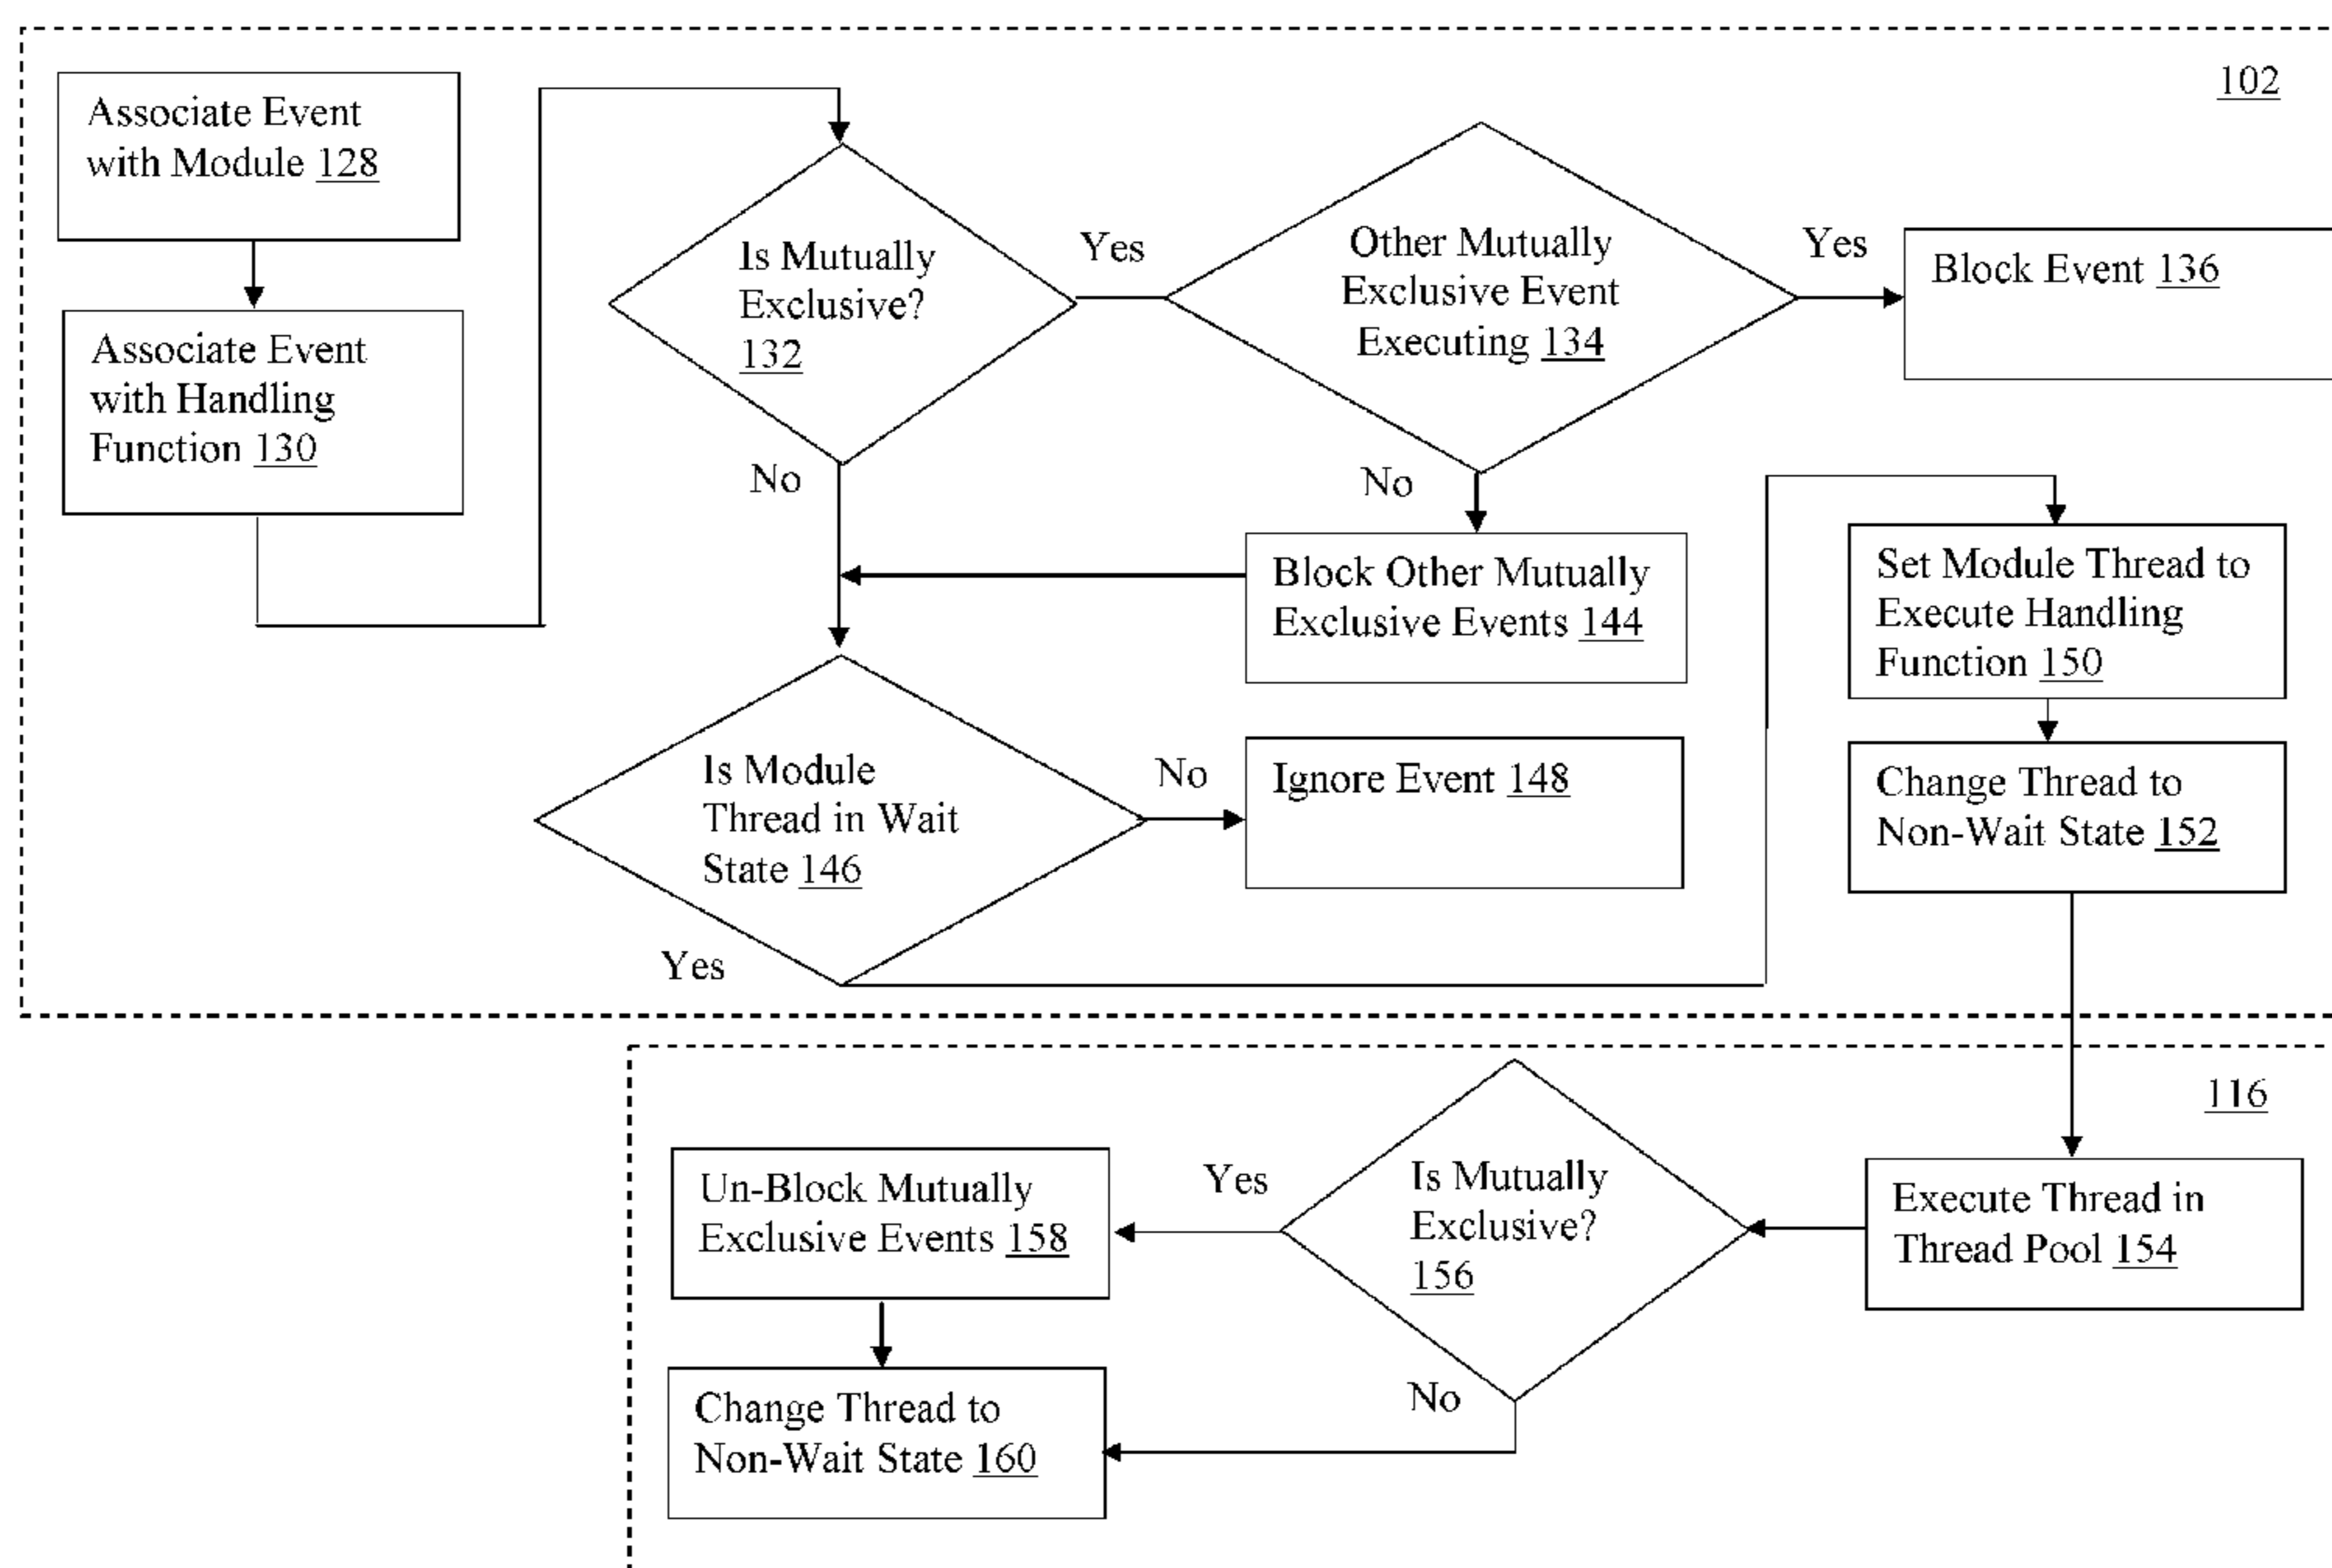 102
Associate Event
with Module 128
Associate Event
with Handling
Function 130
Is Mutually
Exclusive?
132
Yes
No
Other Mutually
Exclusive Event
Executing 134
Yes
No
Block Event 136
Block Other Mutually
Exclusive Events 144
Is Module
Thread in Wait
State 146
No
Yes
Ignore Event 148
Set Module Thread to
Execute Handling
Function 150
Change Thread to
Non-Wait State 152
116
Execute Thread in
Thread Pool 154
Is Mutually
Exclusive?
156
Yes
No
Un-Block Mutually
Exclusive Events 158
Change Thread to
Non-Wait State 160